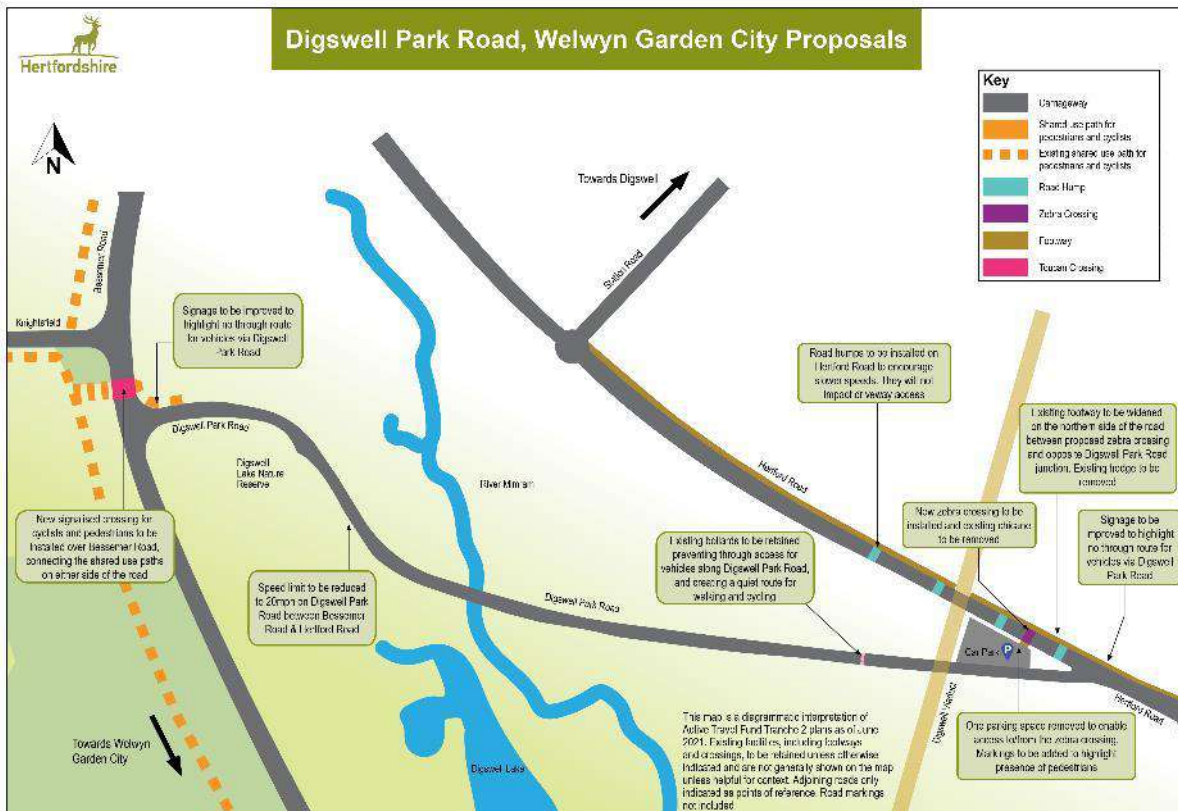 Hertfordshire
Digswell Park Road, Welwyn Garden City Proposals
Key
Carriageway
Shared use path for
pedestrians and cyclists
Existing shared use path for
pedestrians and cyclists
Road Hump
Zebra Crossing
Footway
Toucan Crossing
N
Towards Digswell
Station Road
Bessemer Road
Knightsfield
Signage to be improved to
highlight no through route
for vehicles via Digswell
Park Road
Digswell Park Road
Digswell
Lake Nature
Reserve
River Mimram
Road humps to be installed on
Hertford Road to encourage
slower speeds. They will not
impact driveway access
Existing footway to be widened
on the northern side of the road
between proposed zebra crossing
and opposite Digswell Park Road
junction. Existing hedge to be
removed
Hertford Road
New signalised crossing for
cyclists and pedestrians to be
installed over Bessemer Road,
connecting the shared use paths
on either side of the road
Speed limit to be reduced
to 20mph on Digswell Park
Road between Bessemer
Road & Hertford Road
Existing bollards to be retained
preventing through access for
vehicles along Digswell Park Road,
and creating a quiet route for
walking and cycling
New zebra crossing to be
installed and existing chicane
to be removed
Signage to be
improved to highlight
no through route for
vehicles via Digswell
Park Road
Digswell Park Road
Car Park
P
Hertford Road
Digswell Viaduct
Towards Welwyn
Garden City
Digswell Lake
This map is a diagrammatic interpretation of
Active Travel Fund Tranche 2 plans as of June
2021. Existing facilities, including footways
and crossings, to be retained unless otherwise
indicated and are not generally shown on the map
unless helpful for context. Adjoining roads only
indicated as points of reference. Road markings
not included
One parking space removed to enable
access to/from the zebra crossing.
Markings to be added to highlight
presence of pedestrians